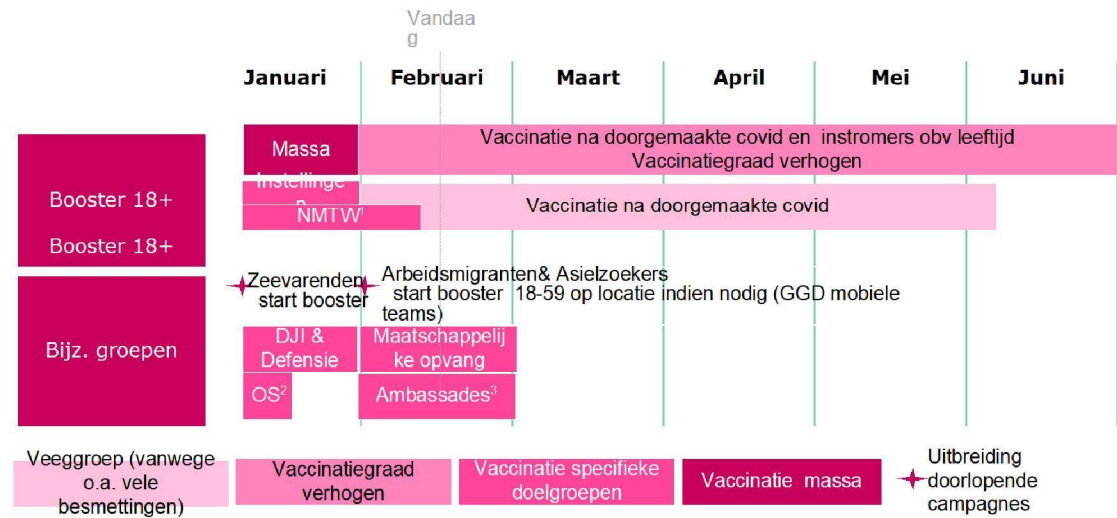 Vandaa
g
Januari Februari Maart April Mei Juni
Massa
Vaccinatie na doorgemaakte covid en instromers obv leeftijd
Vaccinatiegraad verhogen
Instellinge
n
NMTW¹
Vaccinatie na doorgemaakte covid
Booster 18+
Booster 18+
Zeevarenden
start booster
Arbeidsmigranten& Asielzoekers
start booster 18-59 op locatie indien nodig (GGD mobiele
teams)
Bijz. groepen
DJI &
Defensie
Maatschappelij
ke opvang
OS²
Ambassades³
Veeggroep (vanwege
o.a. vele
besmettingen)
Vaccinatiegraad
verhogen
Vaccinatie specifieke
doelgroepen
Vaccinatie massa
Uitbreiding
doorlopende
campagnes